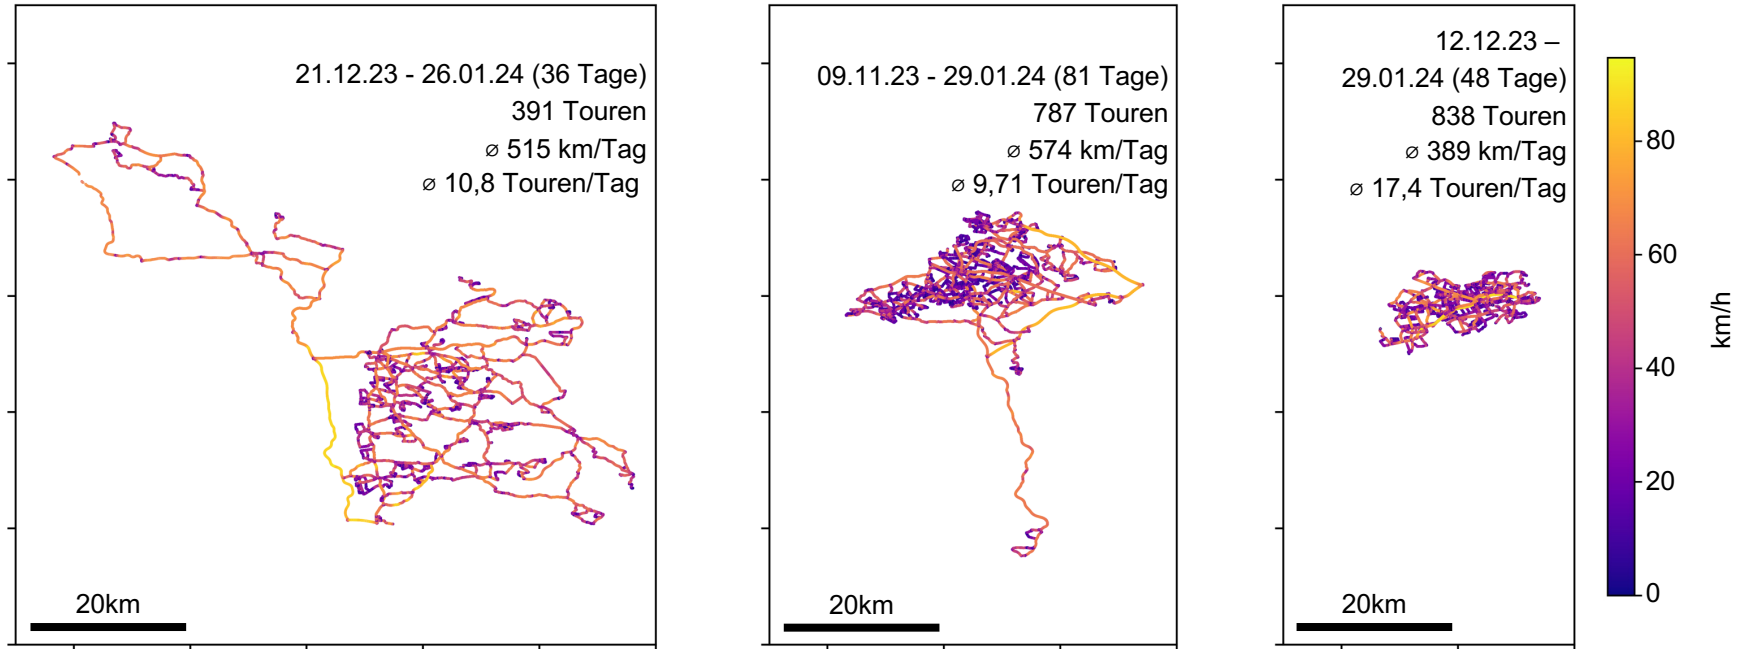 21.12.23 - 26.01.24 (36 Tage)
391 Touren
⌀ 515 km/Tag
⌀ 10,8 Touren/Tag
20km
09.11.23 - 29.01.24 (81 Tage)
787 Touren
⌀ 574 km/Tag
⌀ 9,71 Touren/Tag
20km
12.12.23 –
29.01.24 (48 Tage)
838 Touren
⌀ 389 km/Tag
⌀ 17,4 Touren/Tag
20km
80
60
40
20
0
km/h